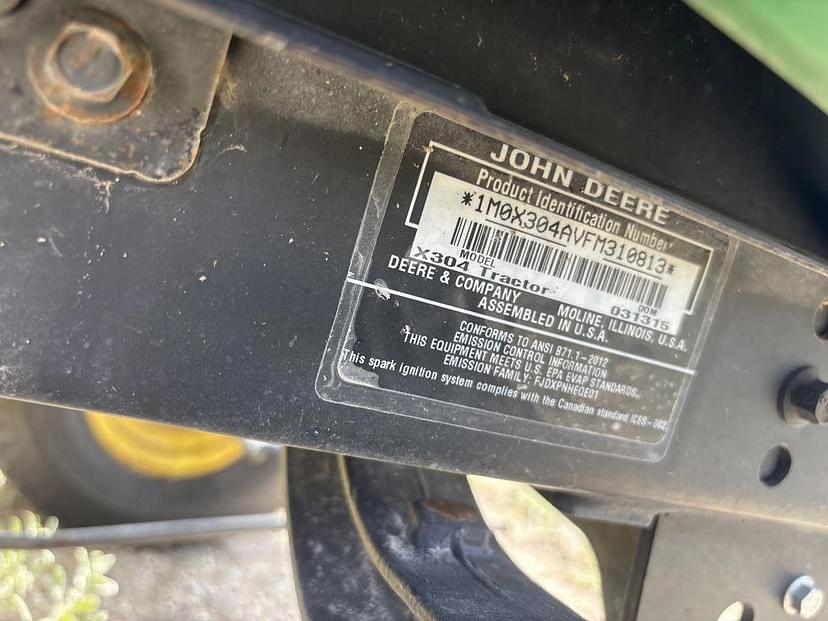 JOHN DEERE
Product Identification Number
*1M0X304AVFM310813*
MODEL
X304 Tractor
DOM
031315
DEERE & COMPANY MOLINE, ILLINOIS, U.S.A.
ASSEMBLED IN U.S.A.
CONFORMS TO ANSI B71.1-2012
EMISSION CONTROL INFORMATION
THIS EQUIPMENT MEETS U.S. EPA EVAP STANDARDS.
EMISSION FAMILY: FJDXPNHEQE01
This spark ignition system complies with the Canadian standard ICES-002